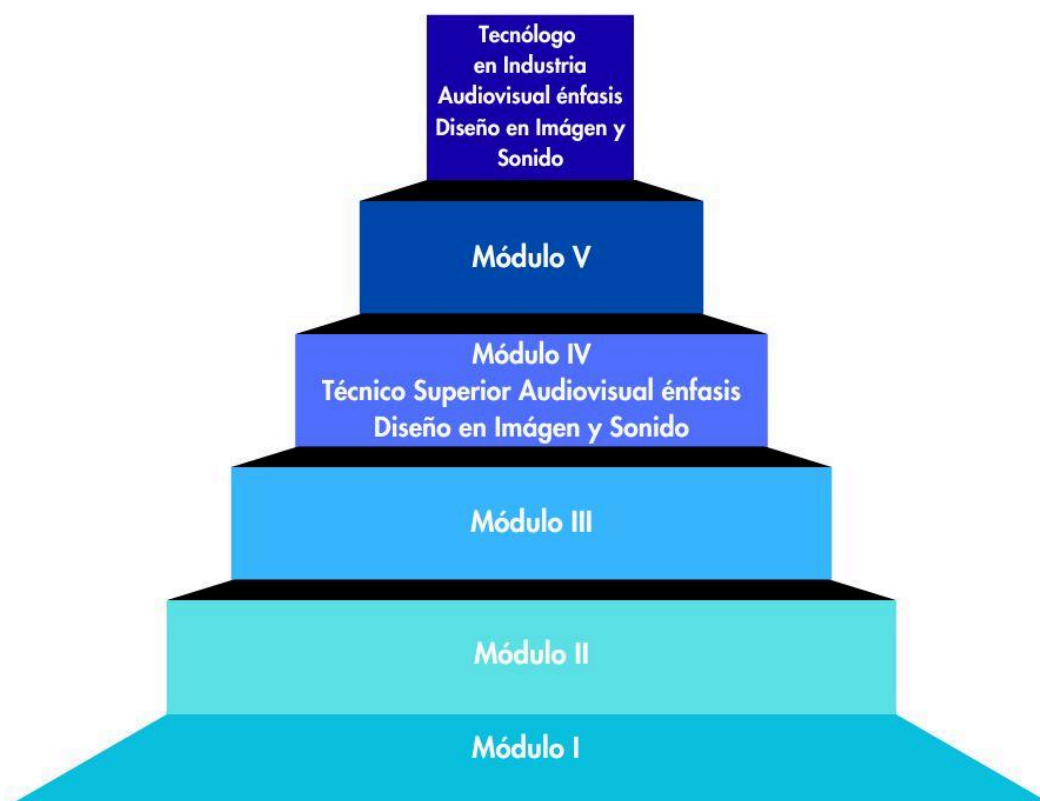 Tecnólogo
en Industria
Audiovisual énfasis
Diseño en Imágen y
Sonido
Módulo V
Módulo IV
Técnico Superior Audiovisual énfasis
Diseño en Imágen y Sonido
Módulo III
Módulo II
Módulo I